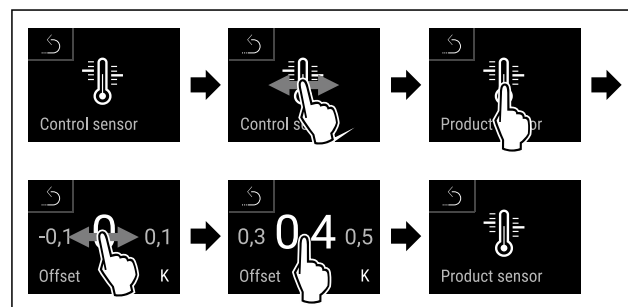 Control sensor
Control
Product
-0,1 0 0,1
Offset K
0,3 0,4 0,5
Offset K
Product sensor